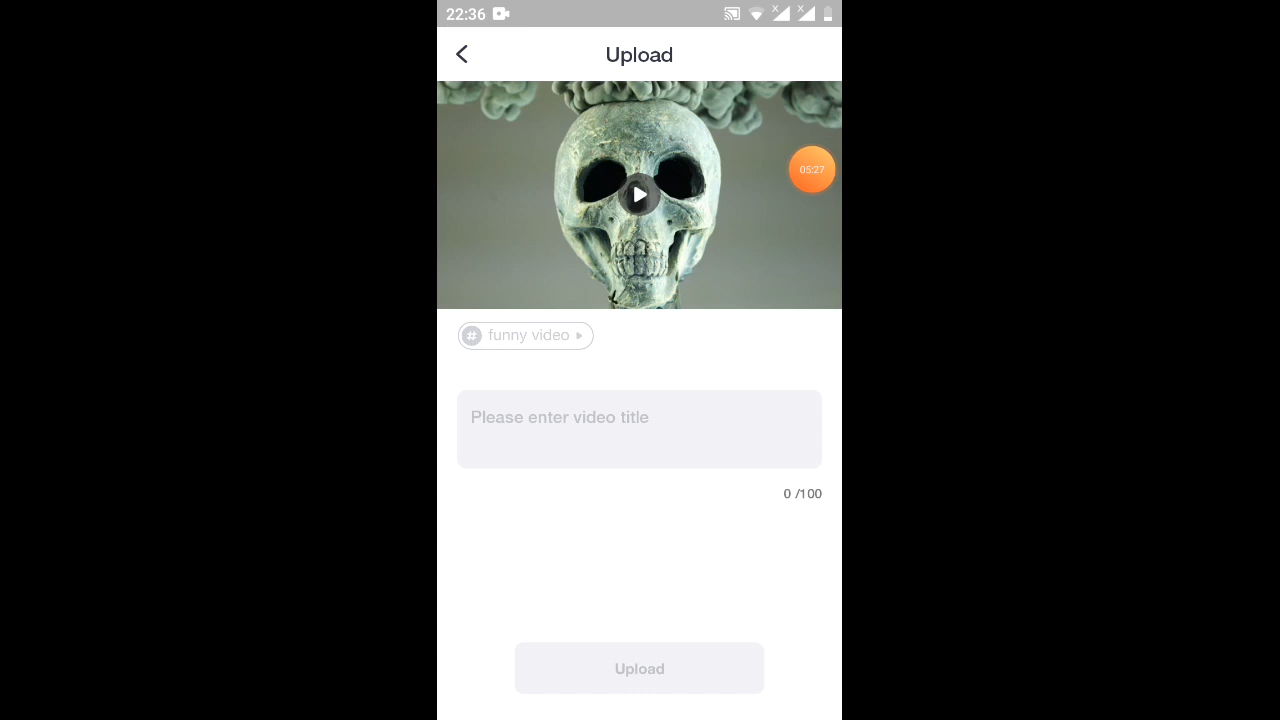 22:36
Upload
05:27
# funny video
Please enter video title
0 /100
Upload